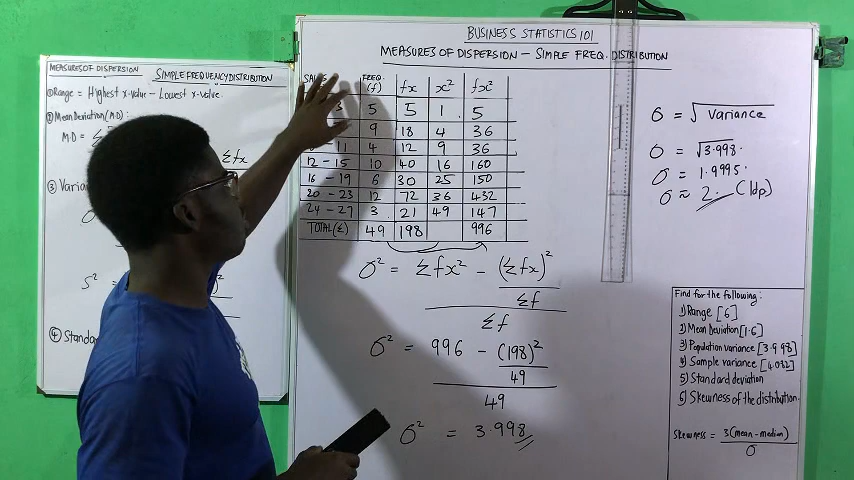 BUSINESS STATISTICS 101
MEASURES OF DISPERSION - SIMPLE FREQ. DISTRIBUTION
MEASURES OF DISPERSION
SIMPLE FREQUENCY DISTRIBUTION
① Range = Highest x-value - Lowest x-value
② Mean Deviation (M.D)
M.D = Σ
Σfx
③ Varian
σ
S²
④ Standa
FREQ. (f) fx x² fx²
3 5 5 1 5
9 18 4 36
11 4 12 9 36
12 - 15 10 40 16 160
16 - 19 6 30 25 150
20 - 23 12 72 36 432
24 - 27 3 21 49 147
TOTAL(Σ) 49 198 996
σ² = Σfx² - (Σfx)²
Σf
Σf
σ² = 996 - (198)²
49
49
σ² = 3.998
σ = √Variance
σ = √3.998
σ = 1.9995
σ ≈ 2. (1dp)
Find for the following:
1) Range [6]
2) Mean Deviation [1.6]
3) Population variance [3.998]
4) Sample variance [4.082]
5) Standard deviation
6) Skewness of the distribution.
Skewness = 3(mean - median)
σ